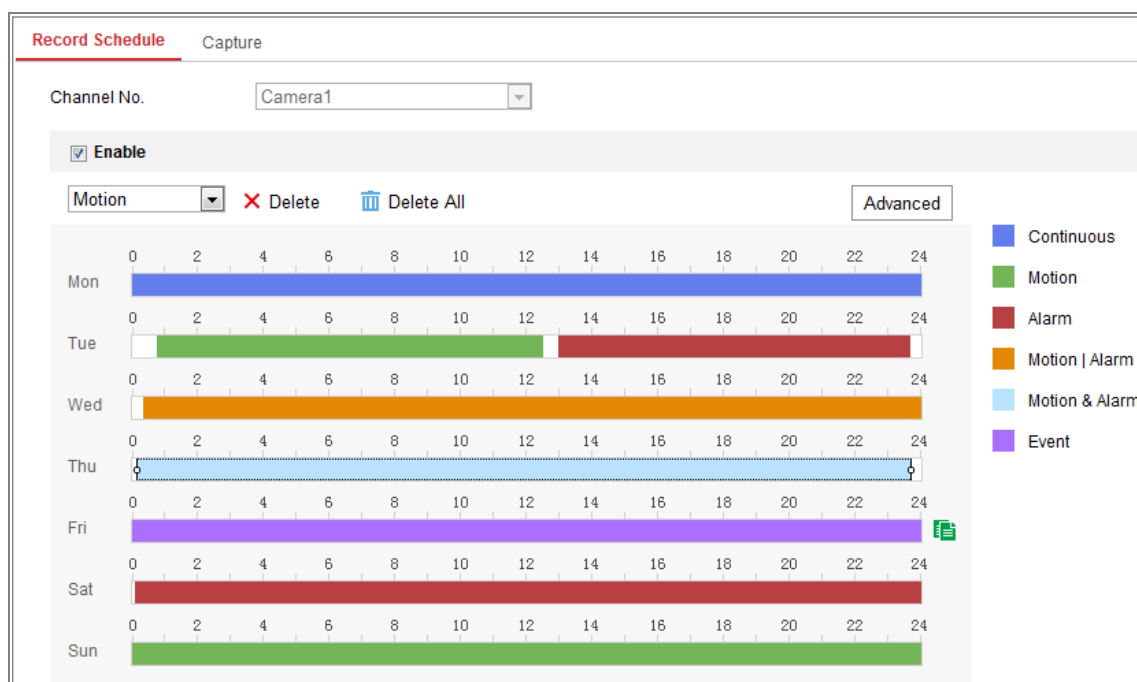 Record Schedule Capture
Channel No. Camera1
Enable
Motion Delete Delete All Advanced
Continuous
0 2 4 6 8 10 12 14 16 18 20 22 24
Mon
Motion
0 2 4 6 8 10 12 14 16 18 20 22 24
Alarm
Tue
Motion | Alarm
0 2 4 6 8 10 12 14 16 18 20 22 24
Wed
Motion & Alarm
0 2 4 6 8 10 12 14 16 18 20 22 24
Event
Thu
0 2 4 6 8 10 12 14 16 18 20 22 24
Fri
0 2 4 6 8 10 12 14 16 18 20 22 24
Sat
0 2 4 6 8 10 12 14 16 18 20 22 24
Sun